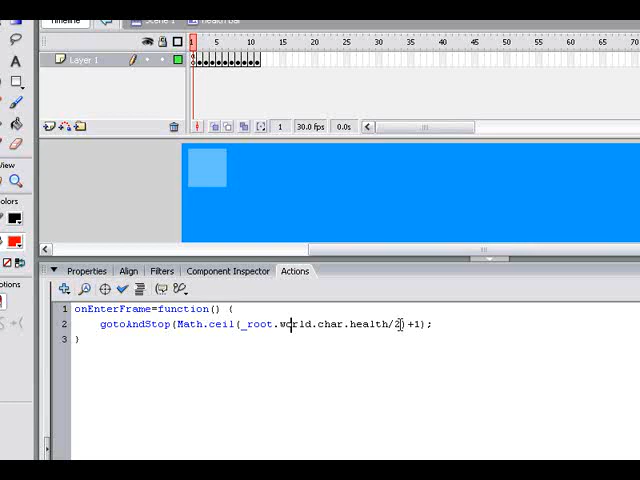 Timeline Scene 1 health bar
1 5 10 15 20 25 30 35 40 45 50 55 60 65 70
Layer 1
1 30.0 fps 0.0s
View
Properties Align Filters Component Inspector Actions
1 onEnterFrame=function() {
2 gotoAndStop(Math.ceil(_root.world.char.health/2)+1);
3 }